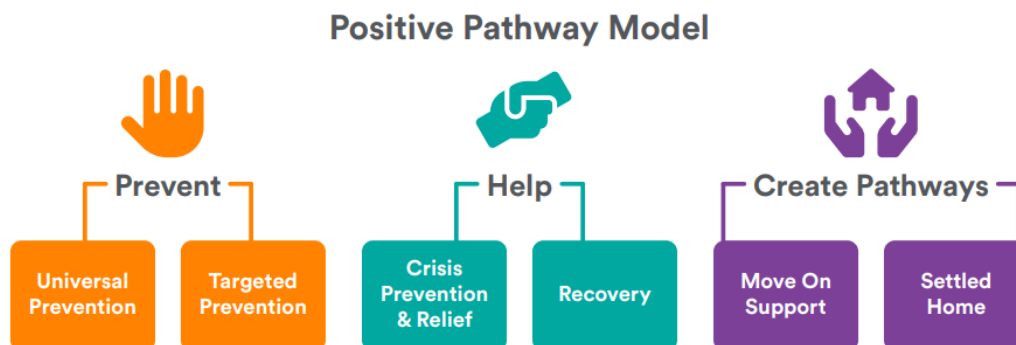 Positive Pathway Model
Prevent
Help
Create Pathways
Universal
Prevention
Targeted
Prevention
Crisis
Prevention
& Relief
Recovery
Move On
Support
Settled
Home